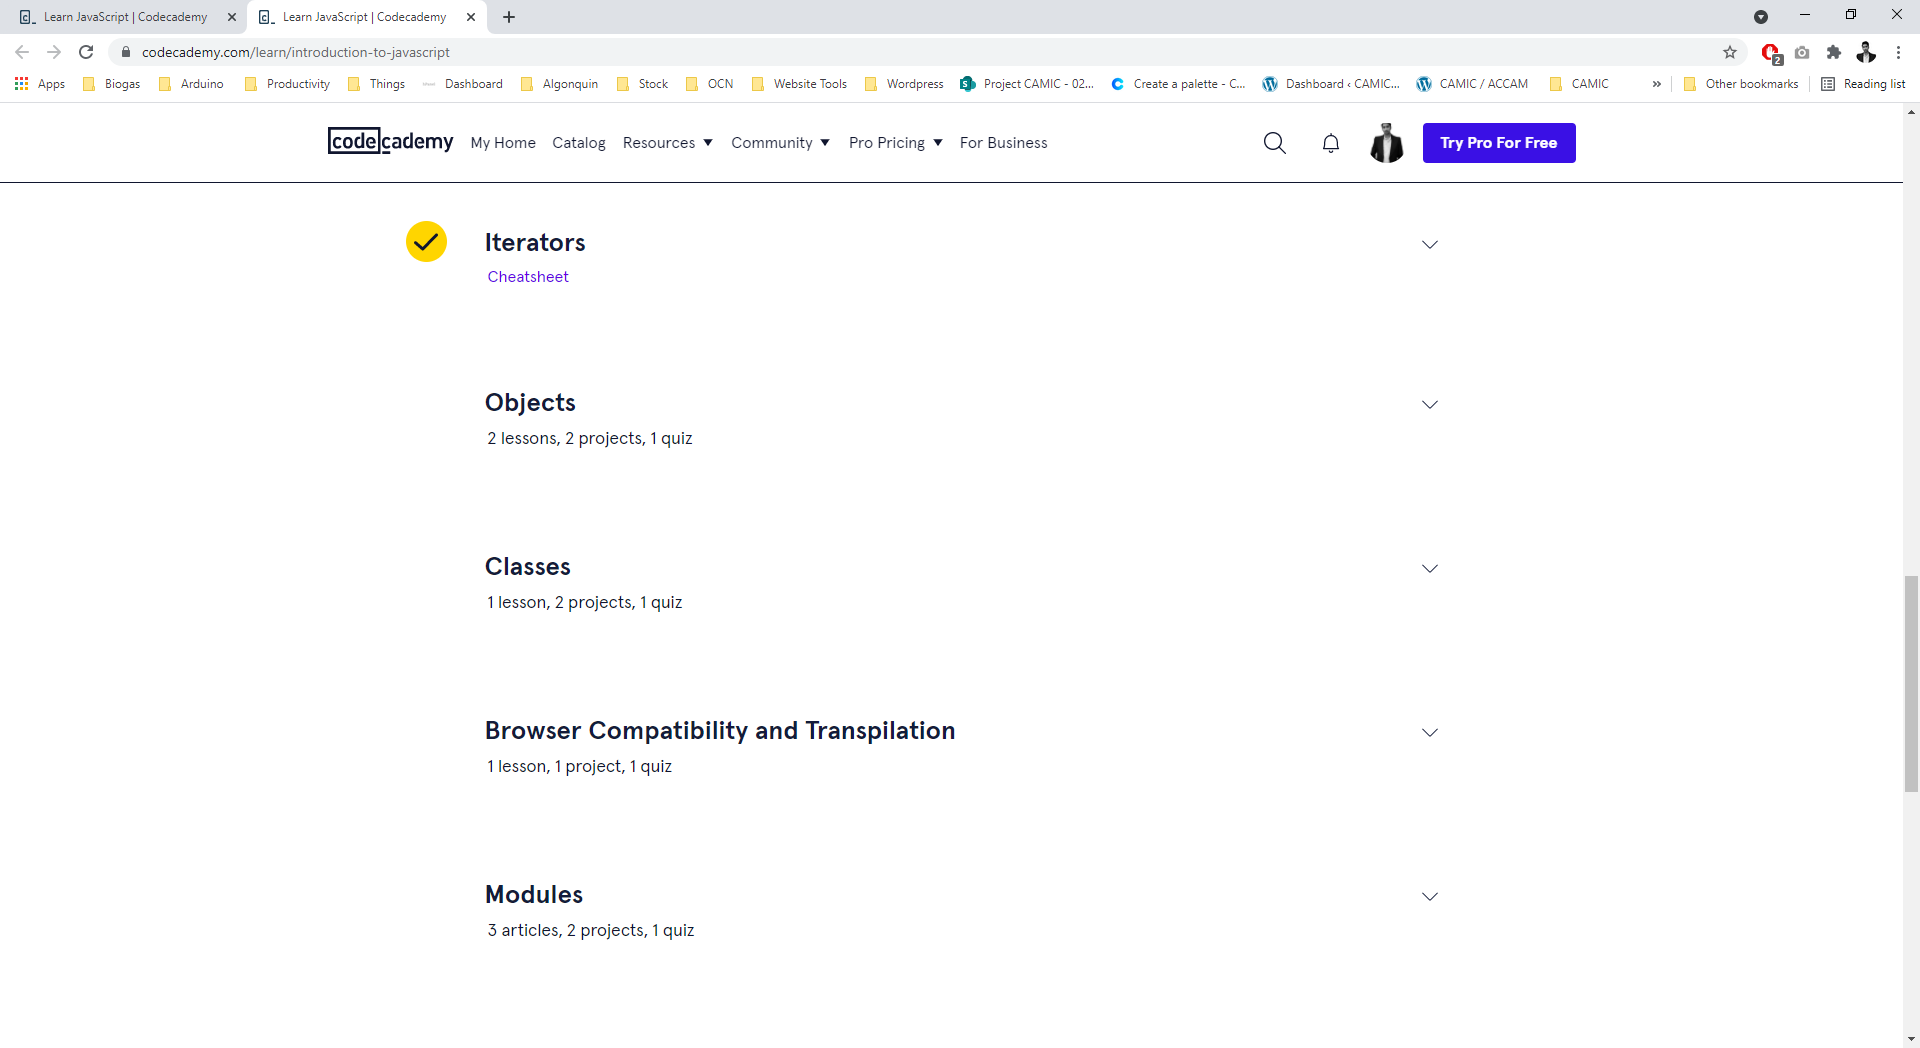 Learn JavaScript | Codecademy
Learn JavaScript | Codecademy
codecademy.com/learn/introduction-to-javascript
2
Apps Biogas Arduino Productivity Things Dashboard Algonquin Stock OCN Website Tools Wordpress Project CAMIC - 02... Create a palette - C... Dashboard ‹ CAMIC... CAMIC / ACCAM CAMIC » Other bookmarks Reading list
codecademy My Home Catalog Resources Community Pro Pricing For Business Try Pro For Free
Iterators
Cheatsheet
Objects
2 lessons, 2 projects, 1 quiz
Classes
1 lesson, 2 projects, 1 quiz
Browser Compatibility and Transpilation
1 lesson, 1 project, 1 quiz
Modules
3 articles, 2 projects, 1 quiz